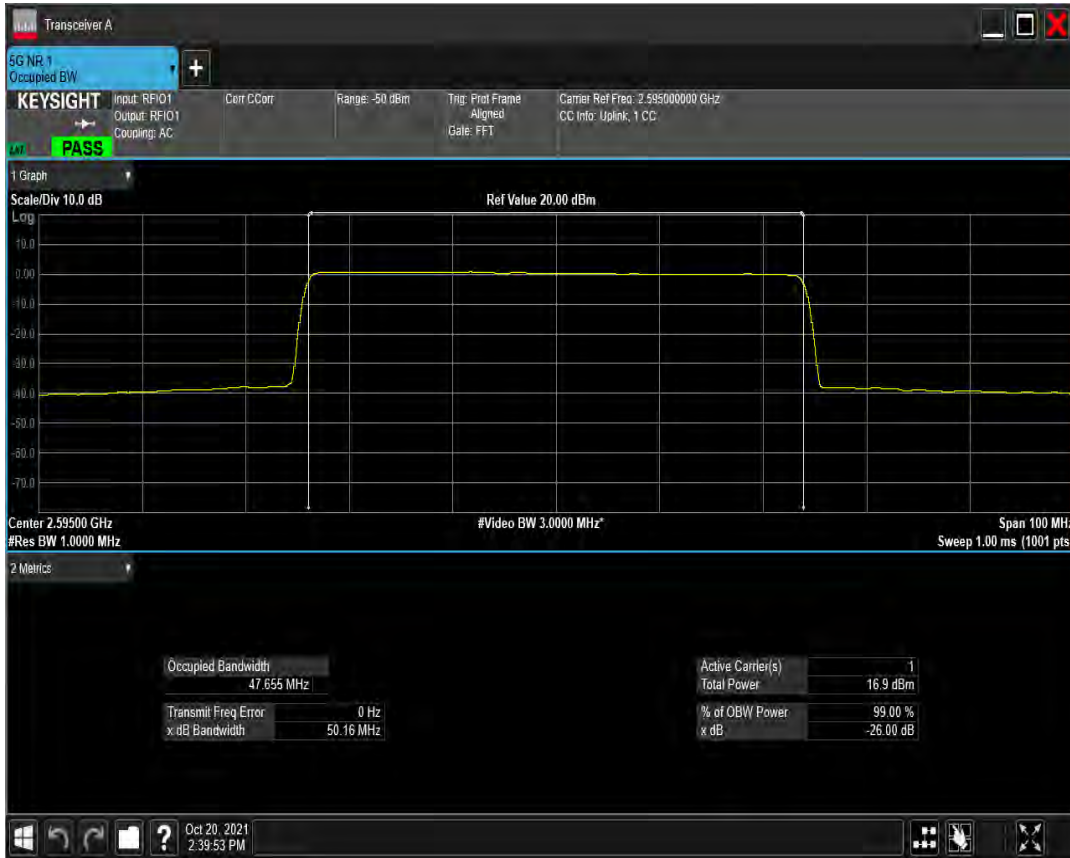 Transceiver A
5G NR 1
Occupied BW
+
KEYSIGHT
PASS
Input: RFIO1
Output: RFIO1
Coupling: AC
Corr CCorr
Range: -50 dBm
Trig: Prot Frame
Aligned
Gate: FFT
Carrier Ref Freq: 2.595000000 GHz
CC Info: Uplink, 1 CC
1 Graph
Scale/Div 10.0 dB
Ref Value 20.00 dBm
Log
10.0
0.00
-10.0
-20.0
-30.0
-40.0
-50.0
-60.0
-70.0
Center 2.59500 GHz
#Video BW 3.0000 MHz*
Span 100 MHz
#Res BW 1.0000 MHz
Sweep 1.00 ms (1001 pts
2 Metrics
Occupied Bandwidth
47.655 MHz
Transmit Freq Error 0 Hz
x dB Bandwidth 50.16 MHz
Active Carrier(s) 1
Total Power 16.9 dBm
% of OBW Power 99.00 %
x dB -26.00 dB
?
Oct 20, 2021
2:39:53 PM